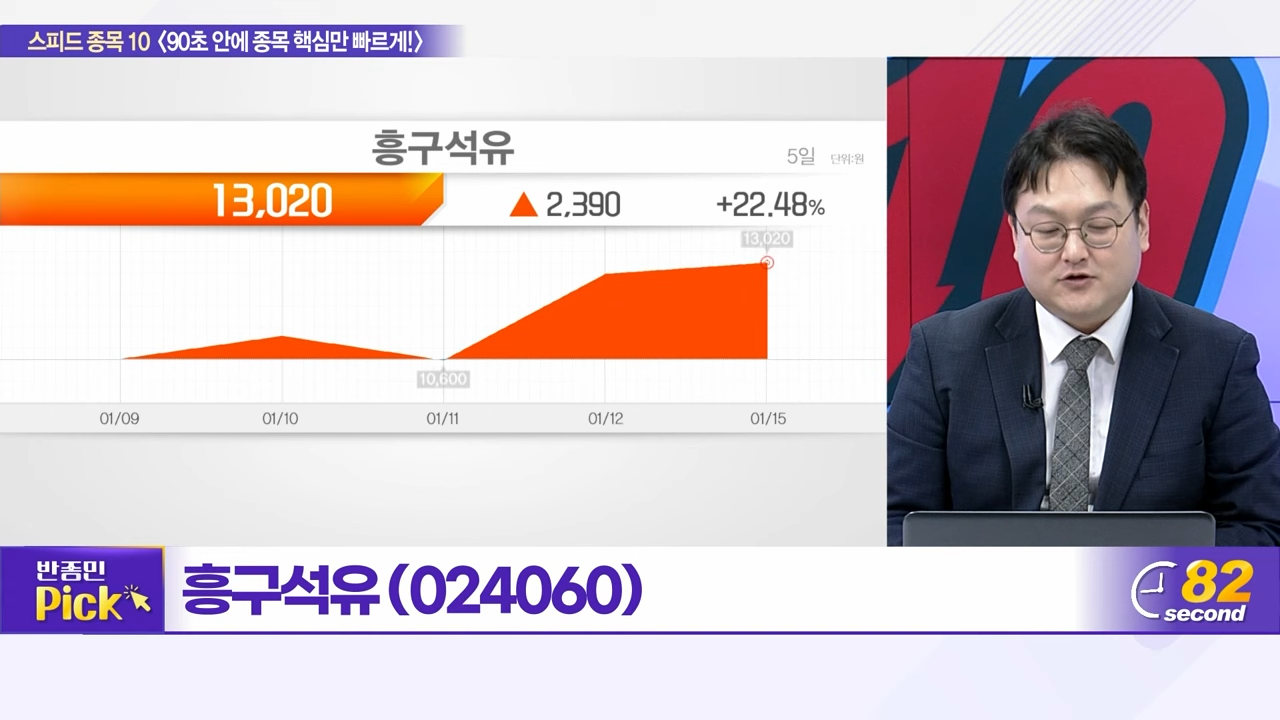 스피드 종목 10 〈90초 안에 종목 핵심만 빠르게!〉
흥구석유
5일 단위:원
13,020 ▲ 2,390 +22.48%
13,020
10,600
01/09 01/10 01/11 01/12 01/15
반종민
Pick
흥구석유(024060)
82
second